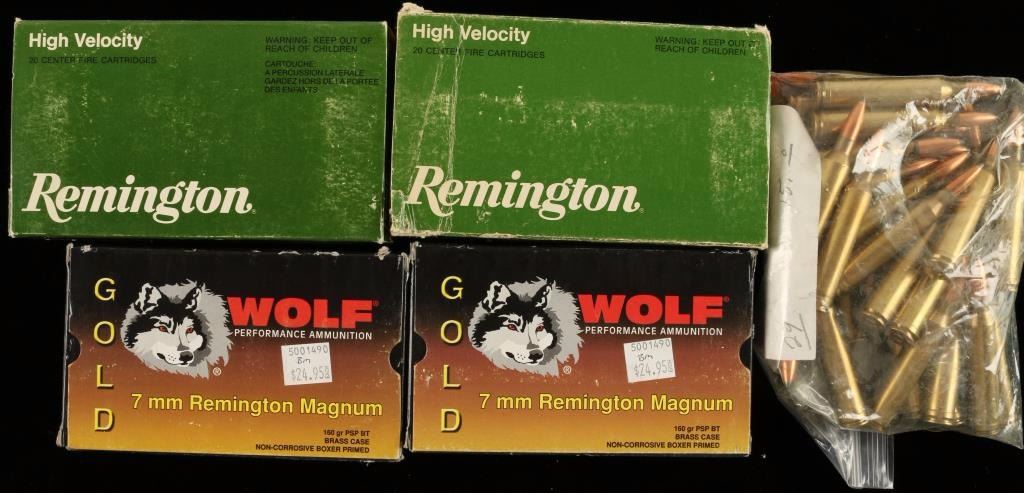 High Velocity
20 CENTER FIRE CARTRIDGES
WARNING: KEEP OUT OF
REACH OF CHILDREN
CARTOUCHE:
A PERCUSSION LATERALE
GARDEZ HORS DE LA PORTEE
DES ENFANTS
Remington®
High Velocity
20 CENTER FIRE CARTRIDGES
WARNING: KEEP OUT OF
REACH OF CHILDREN
Remington®
GOLD
WOLF®
PERFORMANCE AMMUNITION
5001490
Bm
$24.95
®
7 mm Remington Magnum
160 gr PSP BT
BRASS CASE
NON-CORROSIVE BOXER PRIMED
GOLD
WOLF®
PERFORMANCE AMMUNITION
5001490
Bm
$24.95
®
7 mm Remington Magnum
160 gr PSP BT
BRASS CASE
NON-CORROSIVE BOXER PRIMED